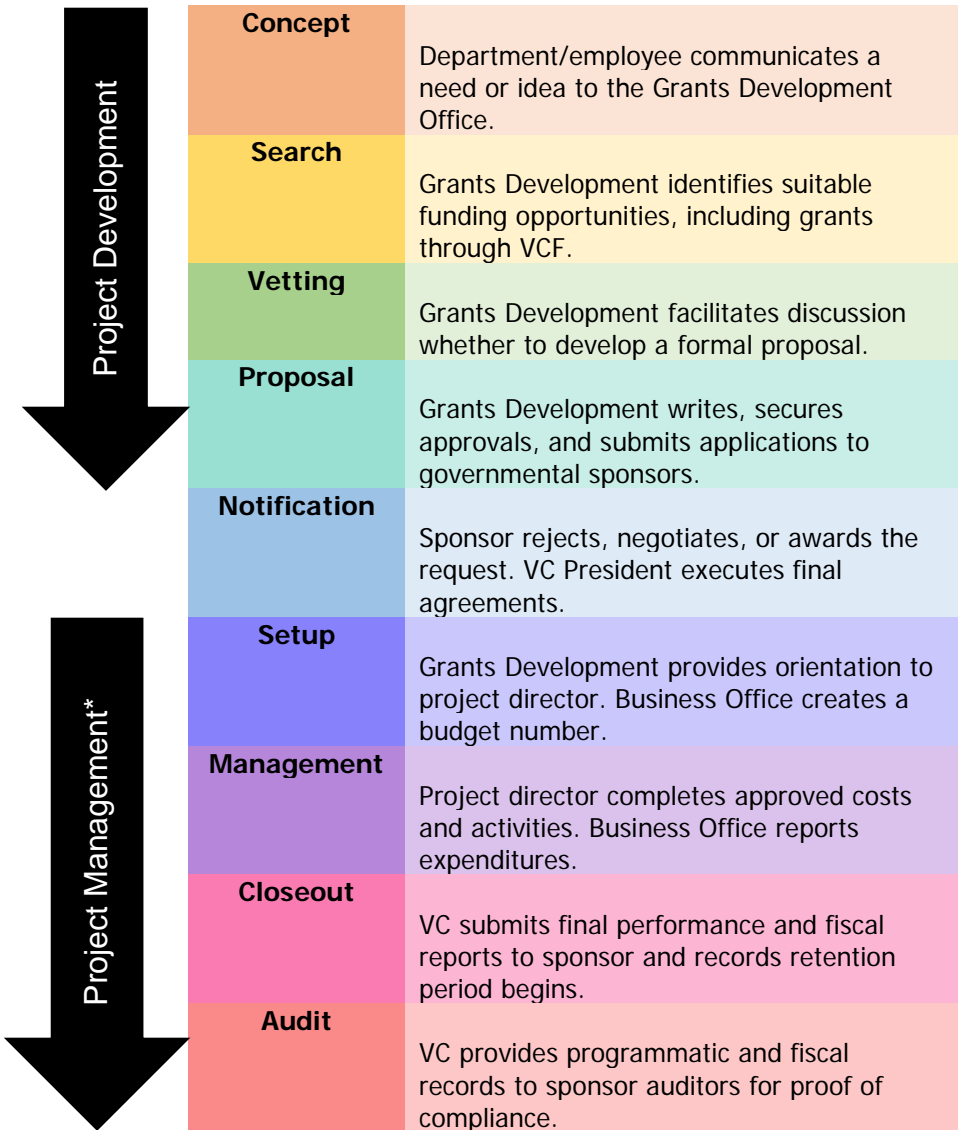 Project Development
Concept
Department/employee communicates a
need or idea to the Grants Development
Office.
Search
Grants Development identifies suitable
funding opportunities, including grants
through VCF.
Vetting
Grants Development facilitates discussion
whether to develop a formal proposal.
Proposal
Grants Development writes, secures
approvals, and submits applications to
governmental sponsors.
Notification
Sponsor rejects, negotiates, or awards the
request. VC President executes final
agreements.
Project Management*
Setup
Grants Development provides orientation to
project director. Business Office creates a
budget number.
Management
Project director completes approved costs
and activities. Business Office reports
expenditures.
Closeout
VC submits final performance and fiscal
reports to sponsor and records retention
period begins.
Audit
VC provides programmatic and fiscal
records to sponsor auditors for proof of
compliance.